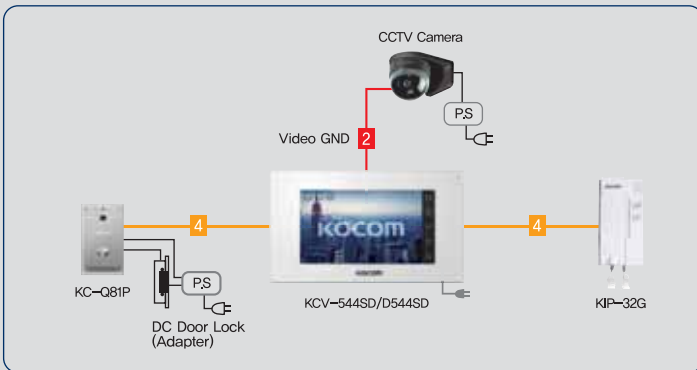 CCTV Camera
P.S
Video GND 2
KOCOM
4
4
KOCOM
P.S
KC-Q81P
KCV-544SD/D544SD
KIP-32G
DC Door Lock
(Adapter)